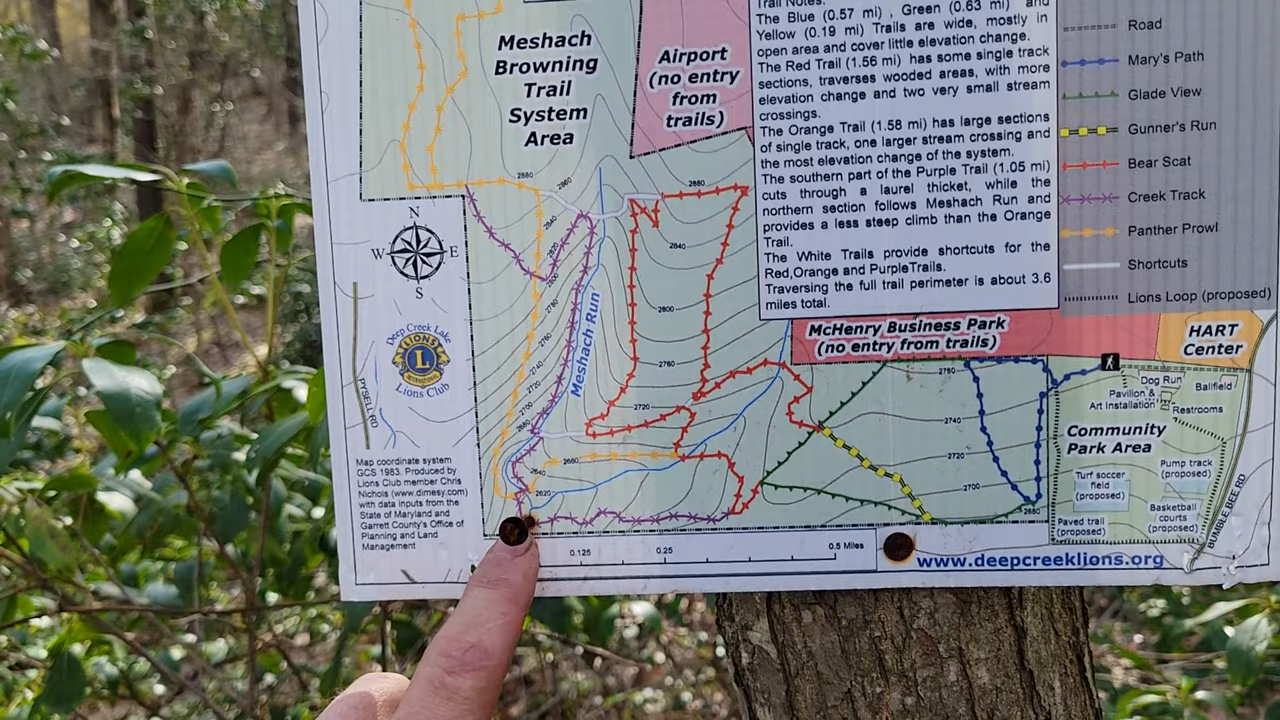 Meshach
Browning
Trail
System
Area
Airport
(no entry
from
trails)
Trail Notes:
The Blue (0.57 mi) , Green (0.63 mi) and
Yellow (0.19 mi) Trails are wide, mostly in
open area and cover little elevation change.
The Red Trail (1.56 mi) has some single track
sections, traverses wooded areas, with more
elevation change and two very small stream
crossings.
The Orange Trail (1.58 mi) has large sections
of single track, one larger stream crossing and
the most elevation change of the system.
The southern part of the Purple Trail (1.05 mi)
cuts through a laurel thicket, while the
northern section follows Meshach Run and
provides a less steep climb than the Orange
Trail.
The White Trails provide shortcuts for the
Red,Orange and PurpleTrails.
Traversing the full trail perimeter is about 3.6
miles total.
Road
Mary's Path
Glade View
Gunner's Run
Bear Scat
Creek Track
Panther Prowl
Shortcuts
Lions Loop (proposed)
2880
2860
2840
2820
2800
2780
2740
2720
2700
2680
2640
2620
2660
2880
2840
2800
2760
2720
Meshach Run
N
W E
S
Deep Creek Lake
LIONS
L
INTERNATIONAL
Lions Club
PYSELL RD
Map coordinate system
GCS 1983. Produced by
Lions Club member Chris
Nichols (www.dimesy.com)
with data inputs from the
State of Maryland and
Garrett County's Office of
Planning and Land
Management
McHenry Business Park
(no entry from trails)
HART
Center
2760
2740
2720
2700
2680
Dog Run
Ballfield
Pavilion &
Art Installation
Restrooms
Community
Park Area
Turf soccer
field
(proposed)
Pump track
(proposed)
Basketball
courts
(proposed)
Paved trail
(proposed)
BUMBLE BEE RD
0.125
0.25
0.5 Miles
www.deepcreeklions.org